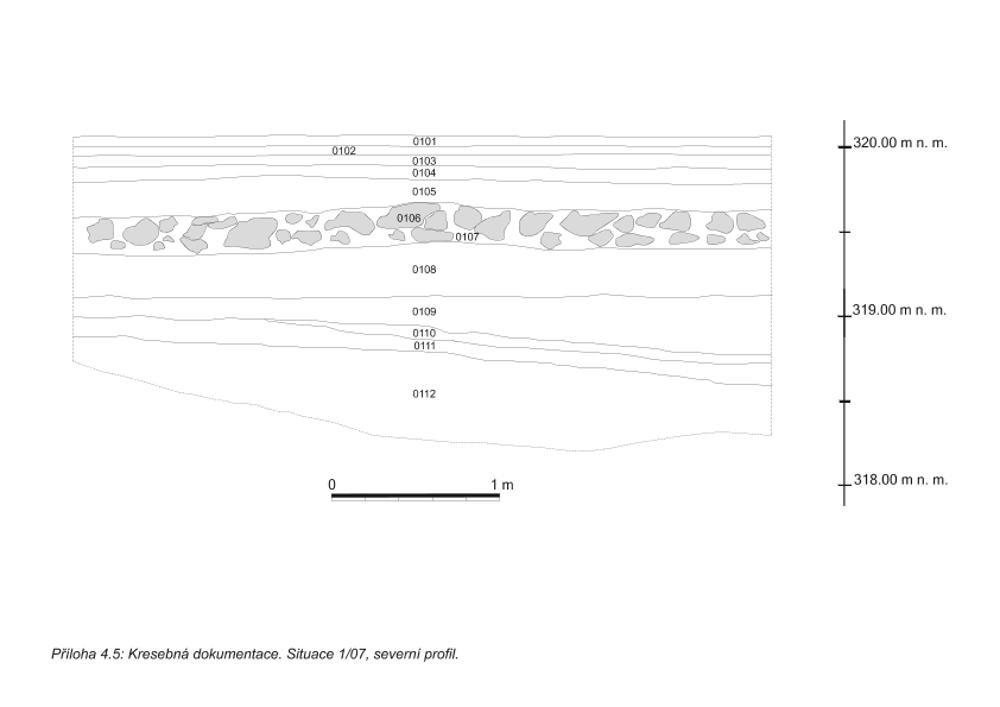 0101
320.00 m n. m.
0102
0103
0104
0105
0106
0107
0108
0109
319.00 m n. m.
0110
0111
0112
318.00 m n. m.
0 1 m
Příloha 4.5: Kresebná dokumentace. Situace 1/07, severní profil.